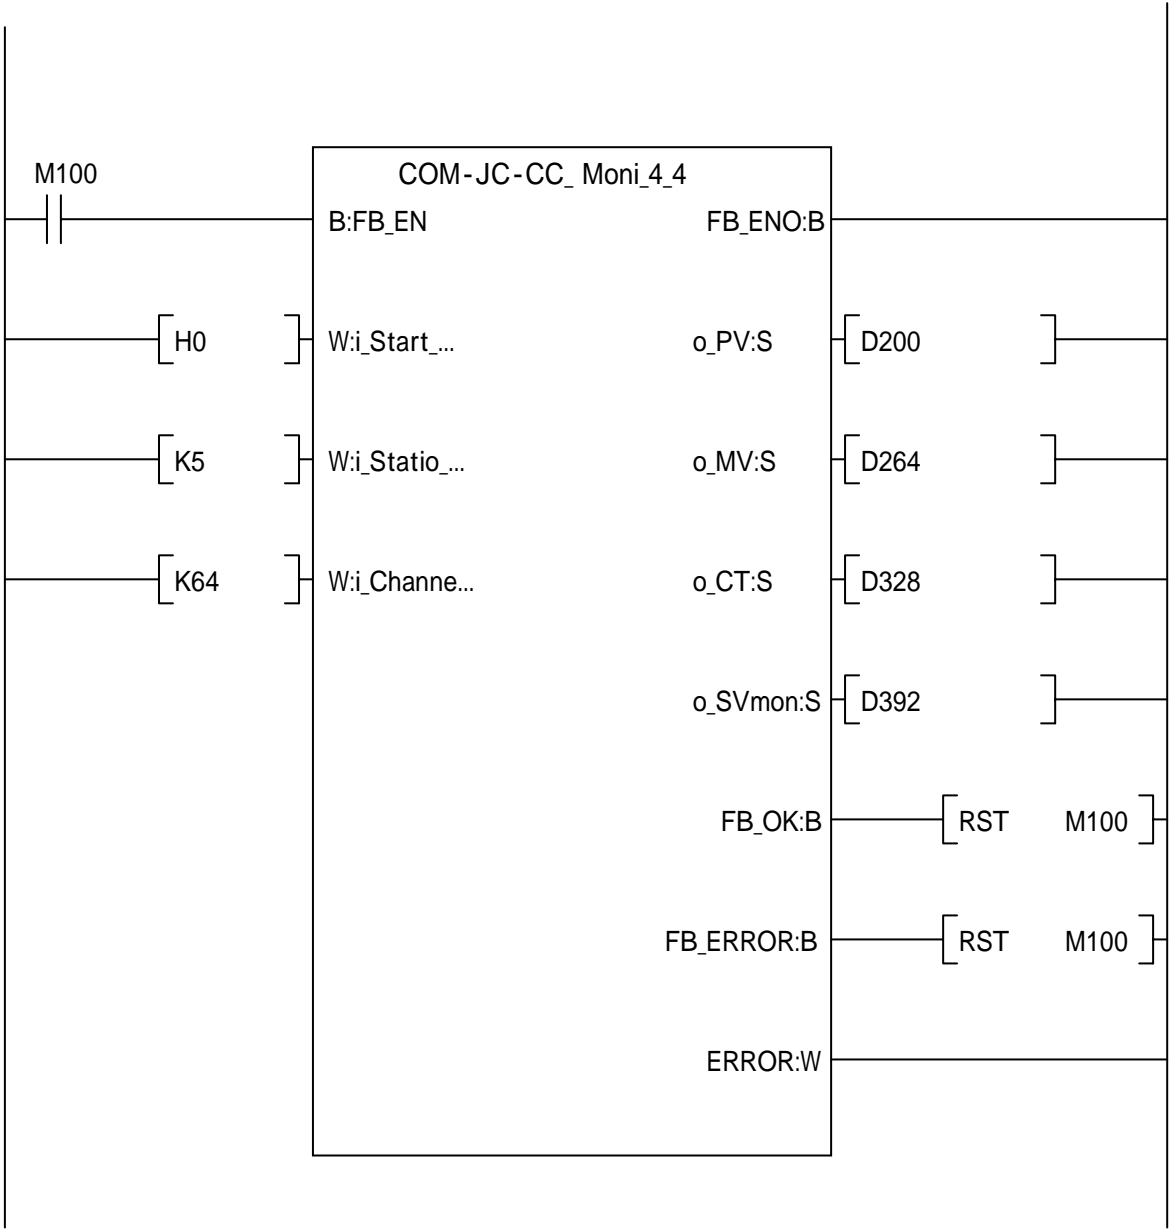 M100
COM-JC-CC_ Moni_4_4
B:FB_EN FB_ENO:B
H0 W:i_Start_... o_PV:S D200
K5 W:i_Statio_... o_MV:S D264
K64 W:i_Channe... o_CT:S D328
o_SVmon:S D392
FB_OK:B RST M100
FB_ERROR:B RST M100
ERROR:W